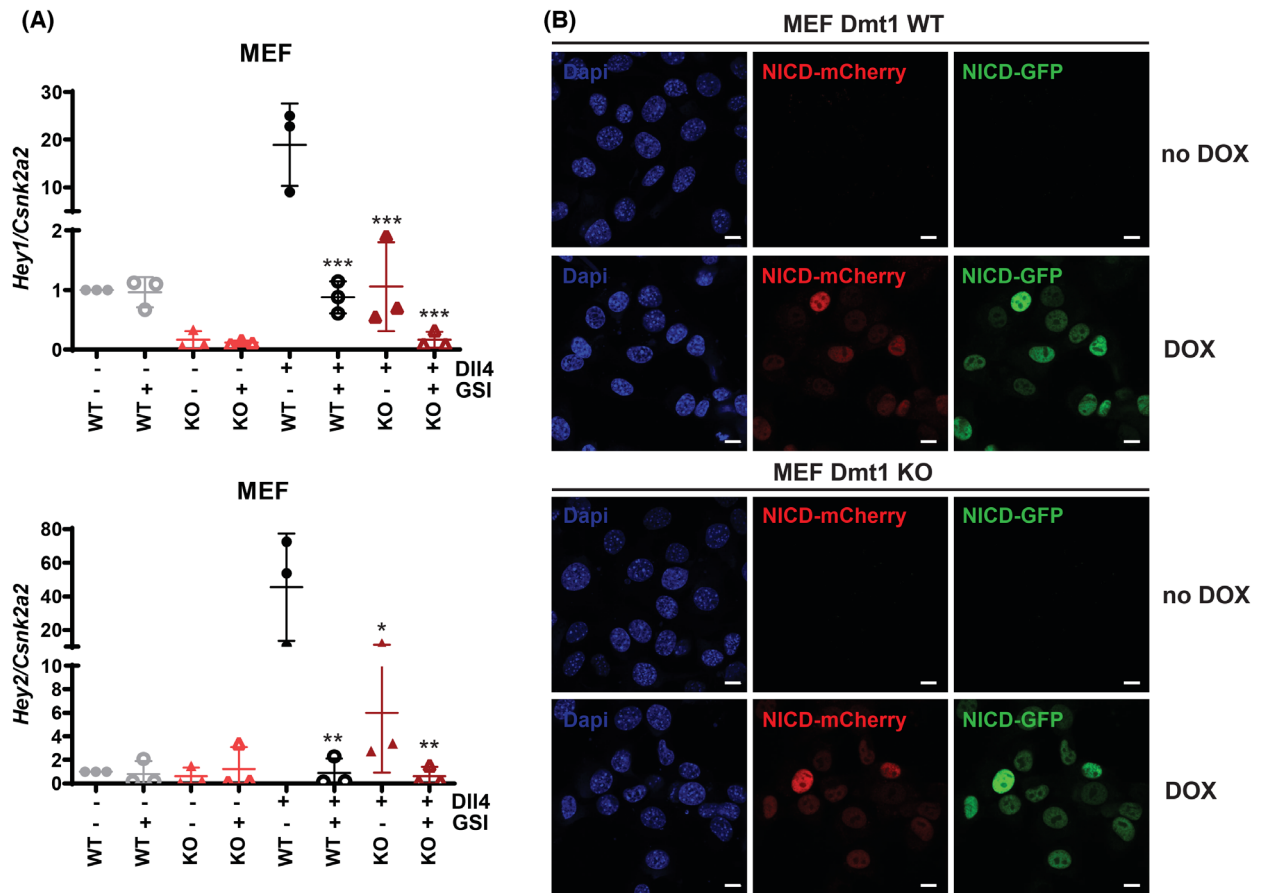 (A)
MEF
Hey1/Csnk2a2
30
20
10
2
1
0
- - - - + + + + Dll4
- + - + - + - + GSI
WT WT KO KO WT WT KO KO
*** *** ***
MEF
Hey2/Csnk2a2
80
60
40
20
10
8
6
4
2
0
** * **
- - - - + + + + Dll4
- + - + - + - + GSI
WT WT KO KO WT WT KO KO
(B)
MEF Dmt1 WT
Dapi NICD-mCherry NICD-GFP
no DOX
Dapi NICD-mCherry NICD-GFP
DOX
MEF Dmt1 KO
Dapi NICD-mCherry NICD-GFP
no DOX
Dapi NICD-mCherry NICD-GFP
DOX